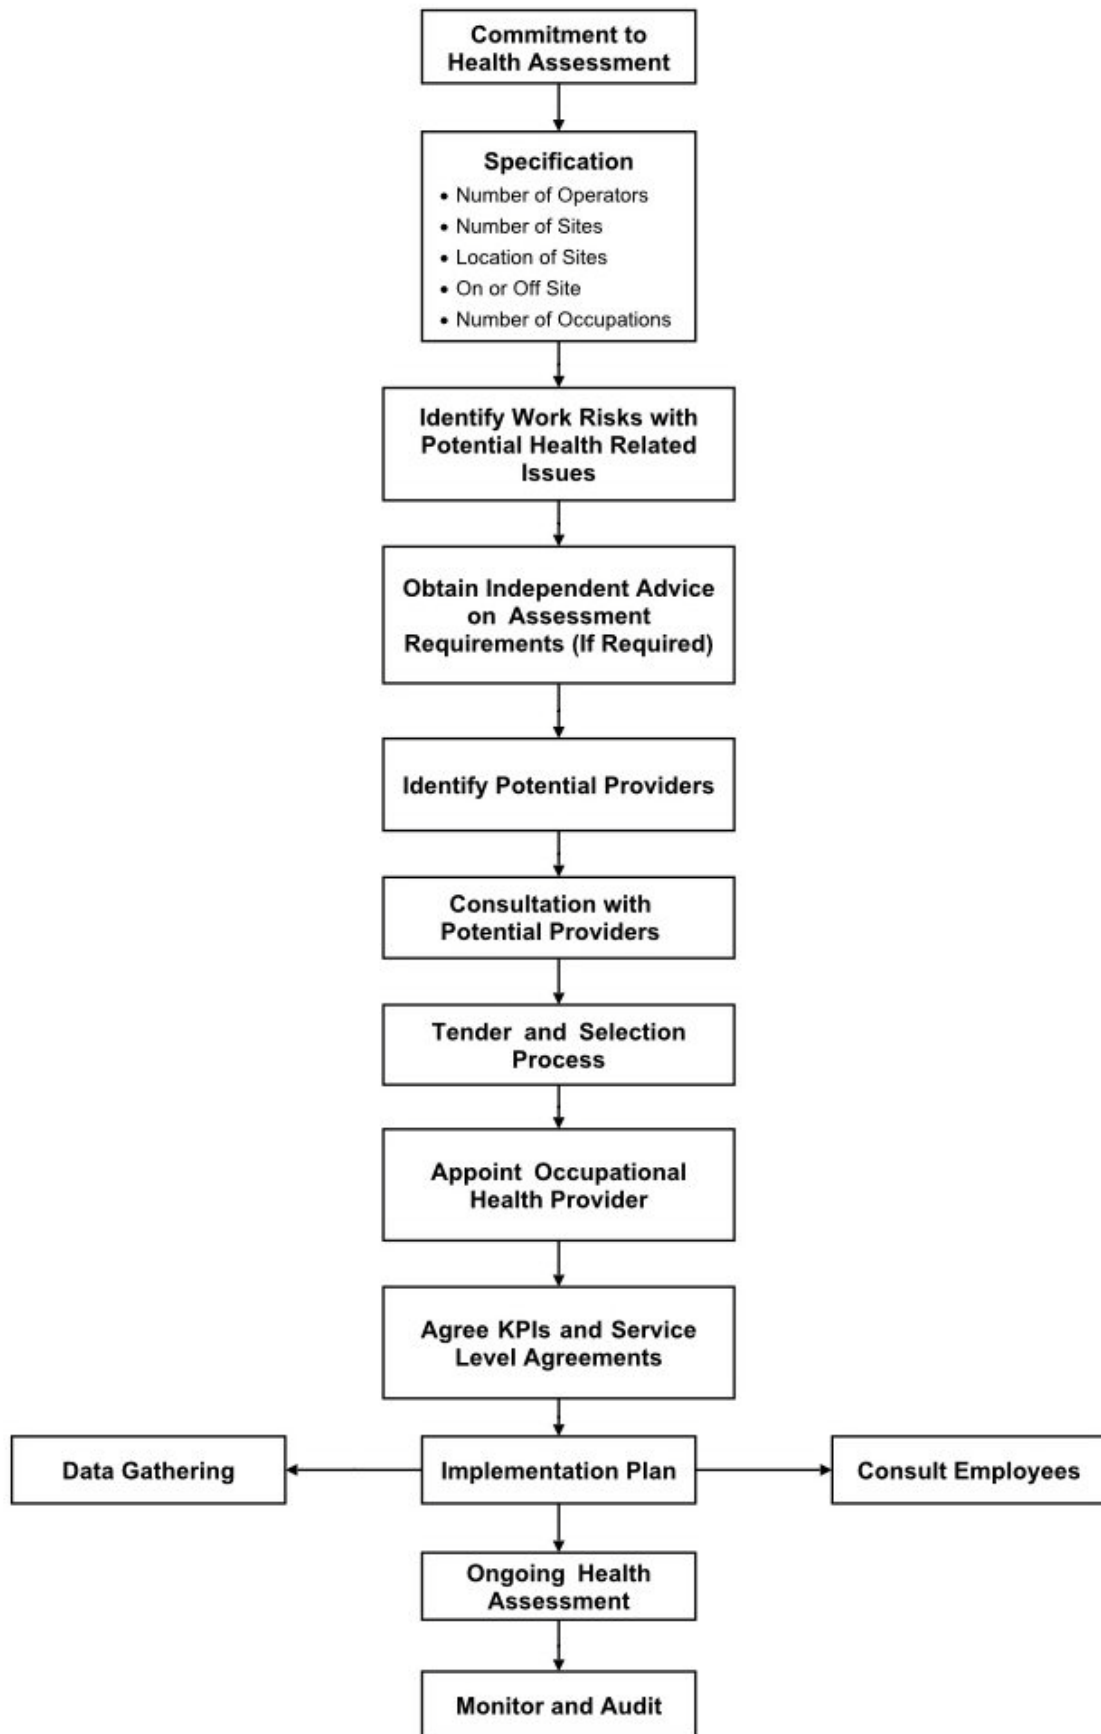 Commitment to
Health Assessment
Specification
• Number of Operators
• Number of Sites
• Location of Sites
• On or Off Site
• Number of Occupations
Identify Work Risks with
Potential Health Related
Issues
Obtain Independent Advice
on Assessment
Requirements (If Required)
Identify Potential Providers
Consultation with
Potential Providers
Tender and Selection
Process
Appoint Occupational
Health Provider
Agree KPIs and Service
Level Agreements
Data Gathering
Implementation Plan
Consult Employees
Ongoing Health
Assessment
Monitor and Audit